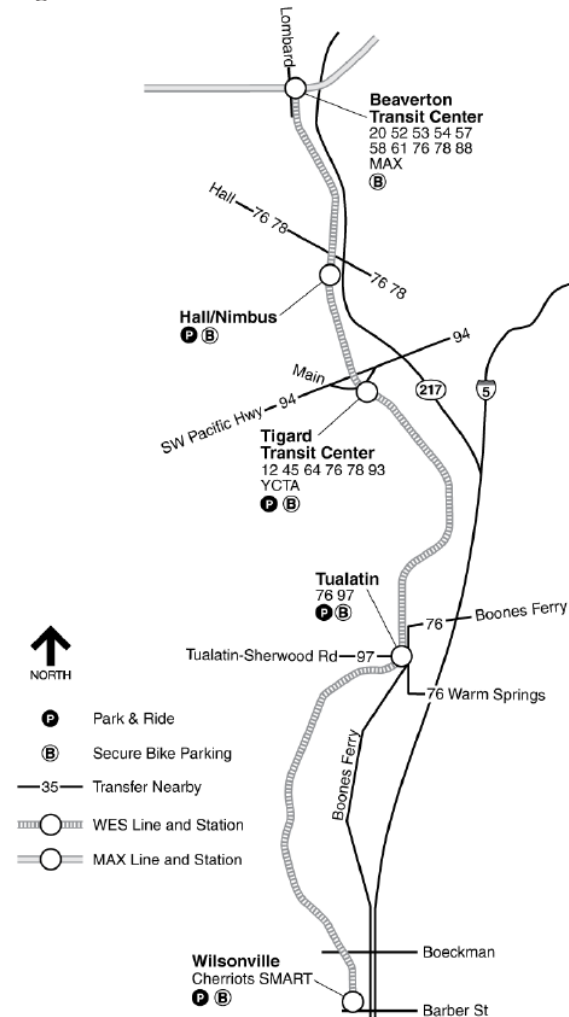 Lombard
Beaverton
Transit Center
20 52 53 54 57
58 61 76 78 88
MAX
B
Hall
76 78
76 78
Hall/Nimbus
P B
94
Main
217
5
SW Pacific Hwy
94
Tigard
Transit Center
12 45 64 76 78 93
YCTA
P B
Tualatin
76 97
P B
76
Boones Ferry
Tualatin-Sherwood Rd
97
76 Warm Springs
NORTH
P Park & Ride
B Secure Bike Parking
35 Transfer Nearby
WES Line and Station
MAX Line and Station
Boones Ferry
Boeckman
Wilsonville
Cherriots SMART
P B
Barber St